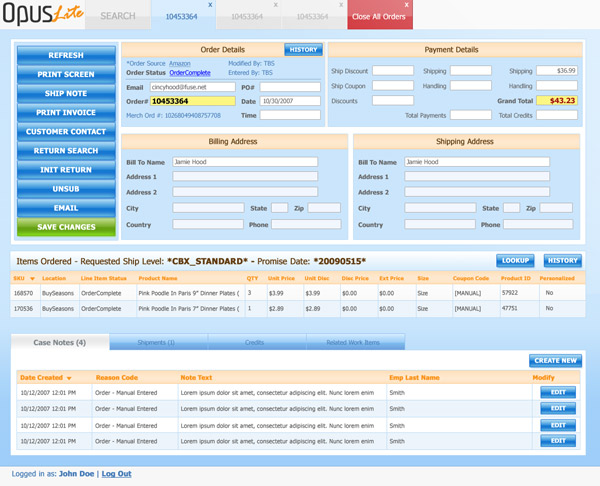 Opus Lite
SEARCH
x
10453364
x
10453364
x
10453364
x
10453364
x
Close All Orders
REFRESH
PRINT SCREEN
SHIP NOTE
PRINT INVOICE
CUSTOMER CONTACT
RETURN SEARCH
INIT RETURN
UNSUB
EMAIL
SAVE CHANGES
Order Details
HISTORY
*Order Source Amazon Modified By: TBS
Order Status OrderComplete Entered By: TBS
Email cincyhood@fuse.net PO#
Order# 10453364 Date 10/30/2007
Merch Ord #: 10268049408757708 Time
Payment Details
Ship Discount Shipping Shipping $36.99
Ship Coupon Handling Handling
Discounts Grand Total $43.23
Total Payments Total Credits
Billing Address
Bill To Name Jamie Hood
Address 1
Address 2
City State Zip
Country Phone
Shipping Address
Bill To Name Jamie Hood
Address 1
Address 2
City State Zip
Country Phone
Items Ordered - Requested Ship Level: *CBX_STANDARD* - Promise Date: *20090515*
LOOKUP HISTORY
SKU Location Line Item Status Product Name QTY Unit Price Unit Disc Disc Price Ext Price Size Coupon Code Product ID Personalized
168570 BuySeasons OrderComplete Pink Poodle In Paris 9" Dinner Plates ( 3 $3.99 $3.99 $0.00 $0.00 Size [MANUAL] 57922 No
170536 BuySeasons OrderComplete Pink Poodle In Paris 7" Dinner Plates ( 1 $2.89 $2.89 $0.00 $0.00 Size [MANUAL] 47751 No
Case Notes (4) Shipments (1) Credits Related Work Items
CREATE NEW
Date Created Reason Code Note Text Emp Last Name Modify
10/12/2007 12:01 PM Order - Manual Entered Lorem ipsum dolor sit amet, consectetur adipiscing elit. Nunc lorem enim Smith EDIT
10/12/2007 12:01 PM Order - Manual Entered Lorem ipsum dolor sit amet, consectetur adipiscing elit. Nunc lorem enim Smith EDIT
10/12/2007 12:01 PM Order - Manual Entered Lorem ipsum dolor sit amet, consectetur adipiscing elit. Nunc lorem enim Smith EDIT
10/12/2007 12:01 PM Order - Manual Entered Lorem ipsum dolor sit amet, consectetur adipiscing elit. Nunc lorem enim Smith EDIT
Logged in as: John Doe | Log Out